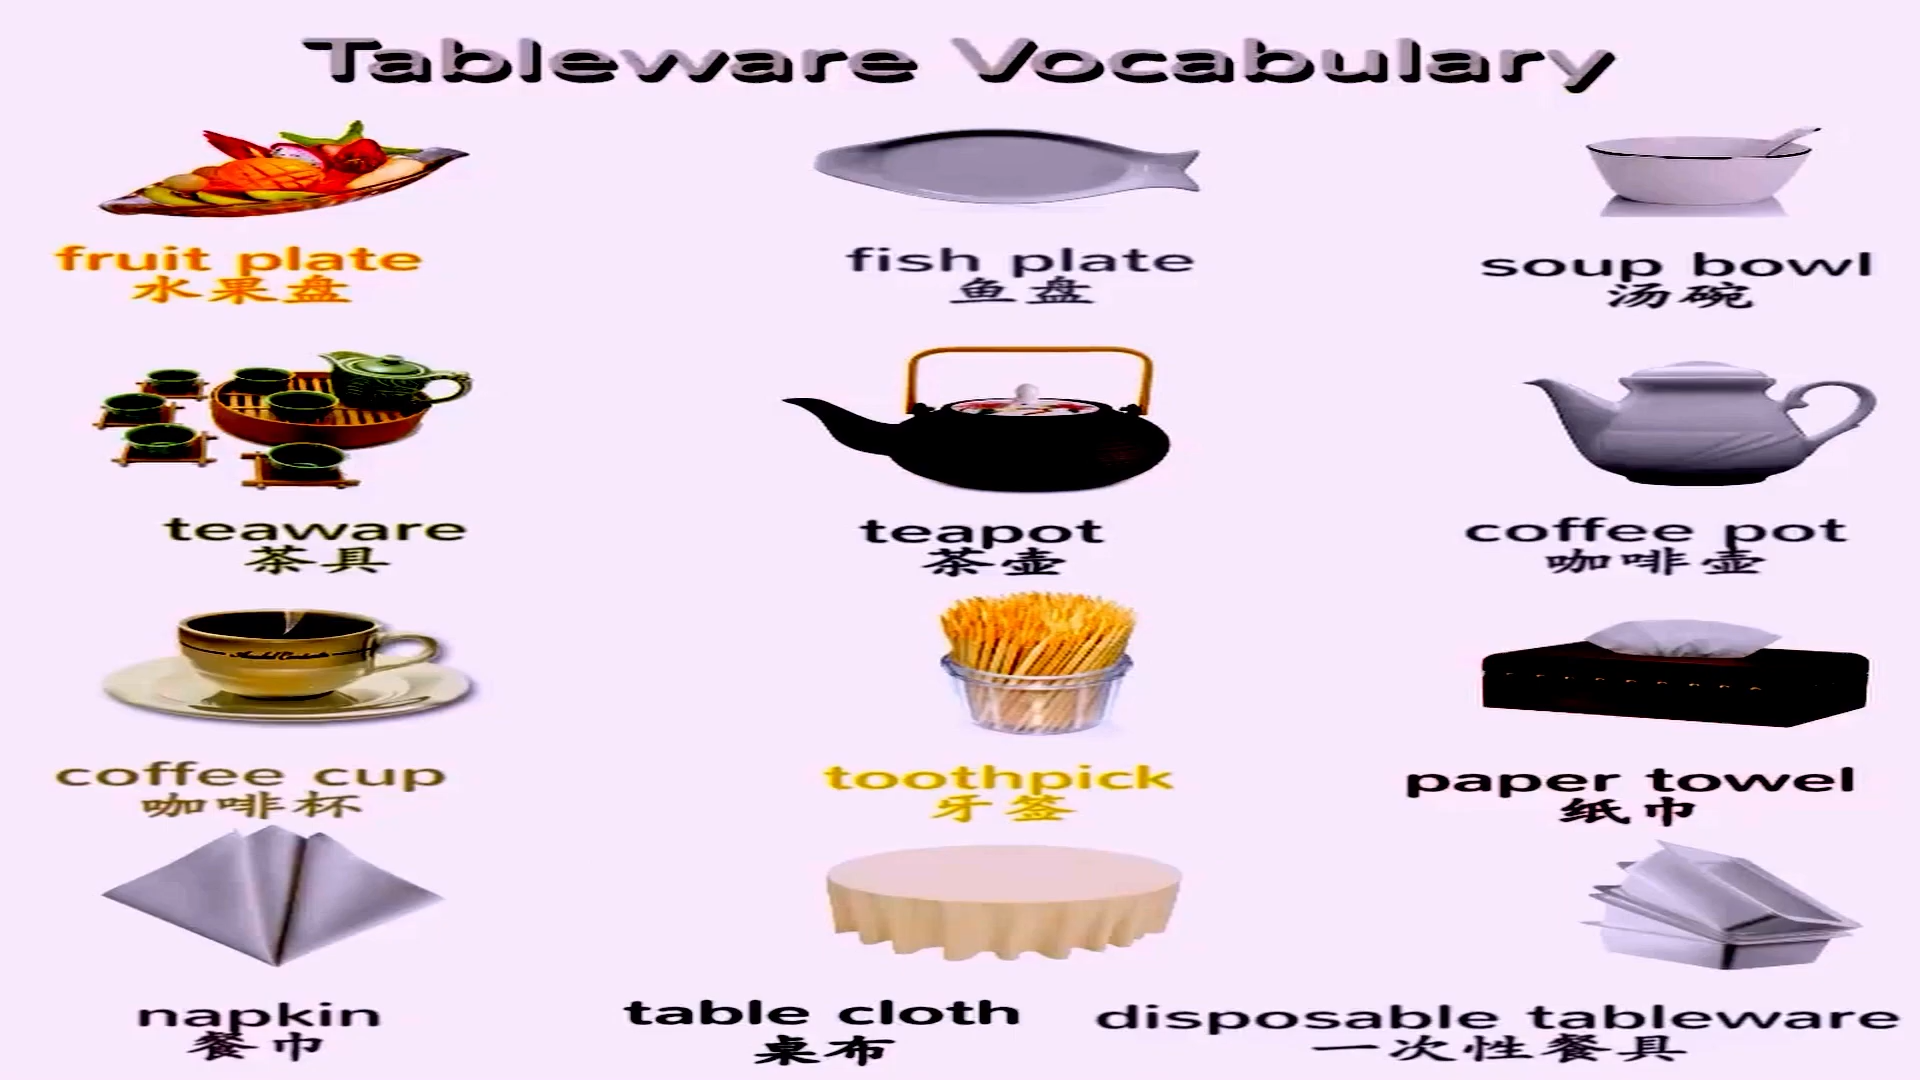 Tableware Vocabulary
fruit plate
水果盘
fish plate
鱼盘
soup bowl
汤碗
teaware
茶具
teapot
茶壶
coffee pot
咖啡壶
coffee cup
咖啡杯
toothpick
牙签
paper towel
纸巾
napkin
餐巾
table cloth
桌布
disposable tableware
一次性餐具